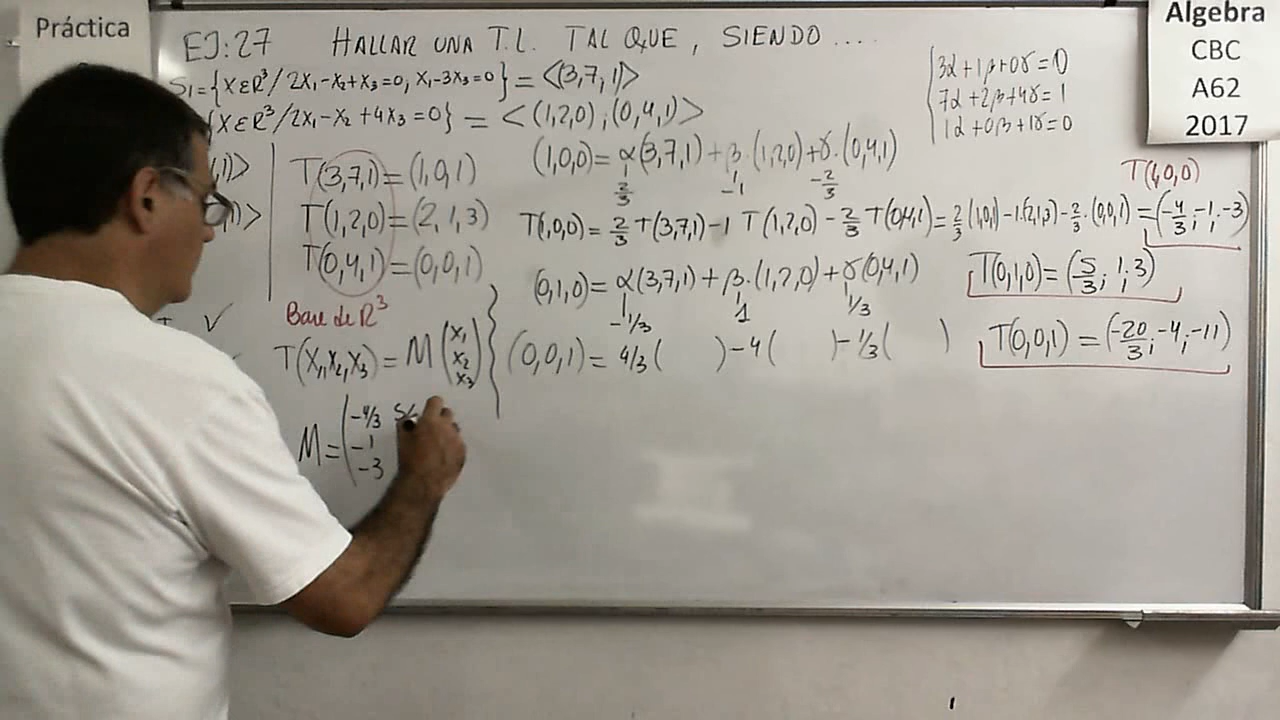 Práctica
Algebra
CBC
A62
2017
EJ:27 HALLAR UNA T.L. TAL QUE, SIENDO ....
S₁={X∈ℝ³/2X₁-X₂+X₃=0, X₁-3X₃=0}=<(3,7,1)>
{X∈ℝ³/2X₁-X₂+4X₃=0}=<(1,2,0);(0,4,1)>
3α+1β+0γ=0
7α+2β+4γ=1
1α+0β+1γ=0
T(3,7,1)=(1,0,1)
T(1,2,0)=(2,1,3)
T(0,4,1)=(0,0,1)
Base de ℝ³
T(X₁,X₂,X₃)=M(x₁ x₂ x₃)
M=(-4/3 5/
-1
-3
(1,0,0)=α(3,7,1)+β.(1,2,0)+γ.(0,4,1)
2/3 -1 -2/3
T(1,0,0)
T(1,0,0)=2/3 T(3,7,1)-1 T(1,2,0)-2/3 T(0,4,1)=2/3(1,0,1)-1.(2,1,3)-2/3.(0,0,1)=(-4/3;-1;-3)
(0,1,0)=α(3,7,1)+β.(1,2,0)+γ(0,4,1)
-1/3 1 1/3
T(0,1,0)=(5/3;1;3)
(0,0,1)=4/3( )-4( )-1/3( )
T(0,0,1)=(-20/3;-4;-11)